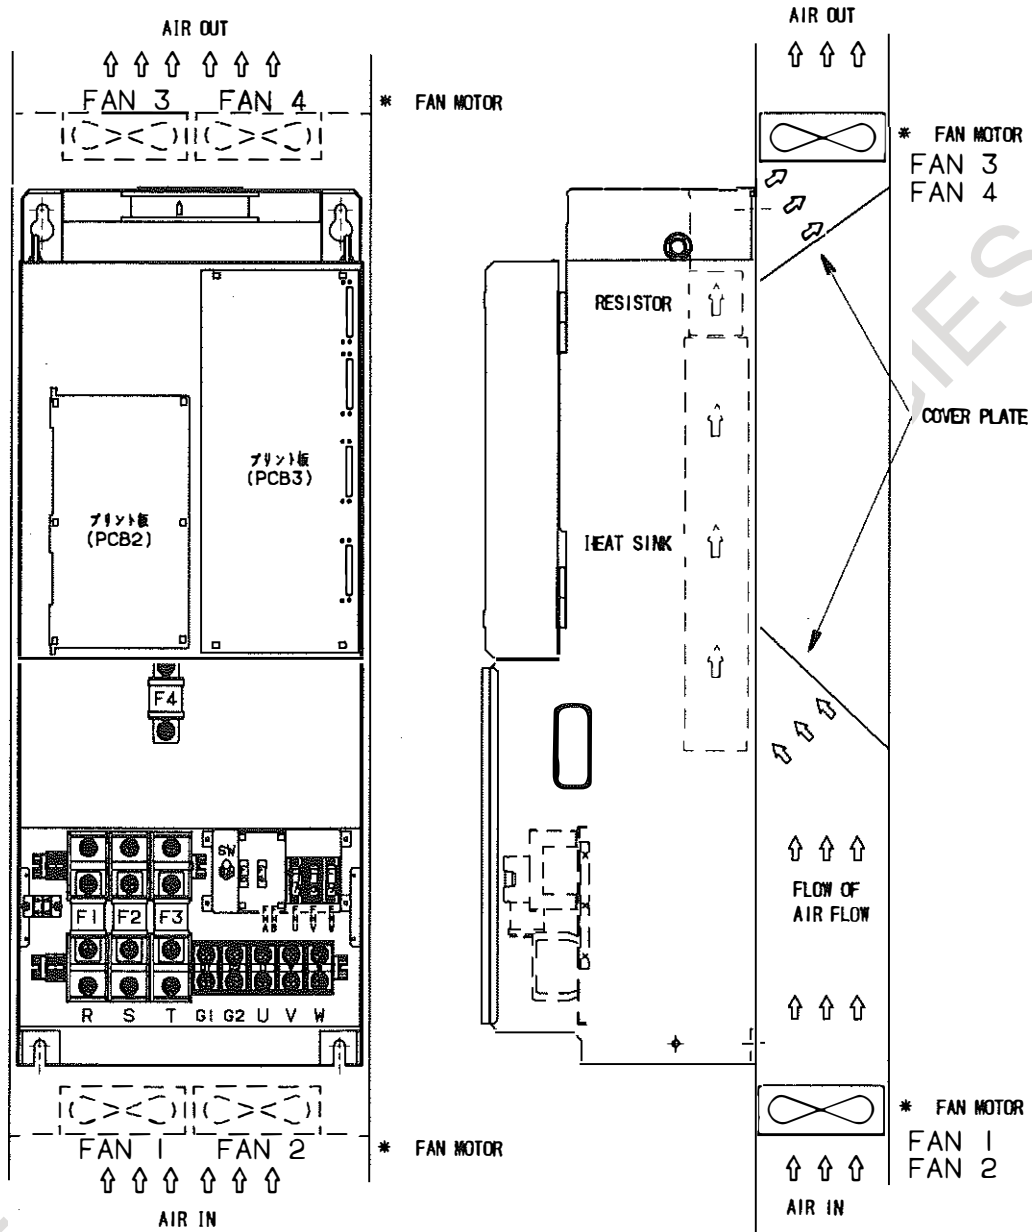 AIR OUT
FAN 3 FAN 4
* FAN MOTOR
プリント板
(PCB3)
プリント板
(PCB2)
F4
SW
F1 F2 F3
R S T G1 G2 U V W
FAN 1 FAN 2
* FAN MOTOR
AIR IN
AIR OUT
* FAN MOTOR
FAN 3
FAN 4
RESISTOR
COVER PLATE
HEAT SINK
FLOW OF
AIR FLOW
* FAN MOTOR
FAN 1
FAN 2
AIR IN
IES